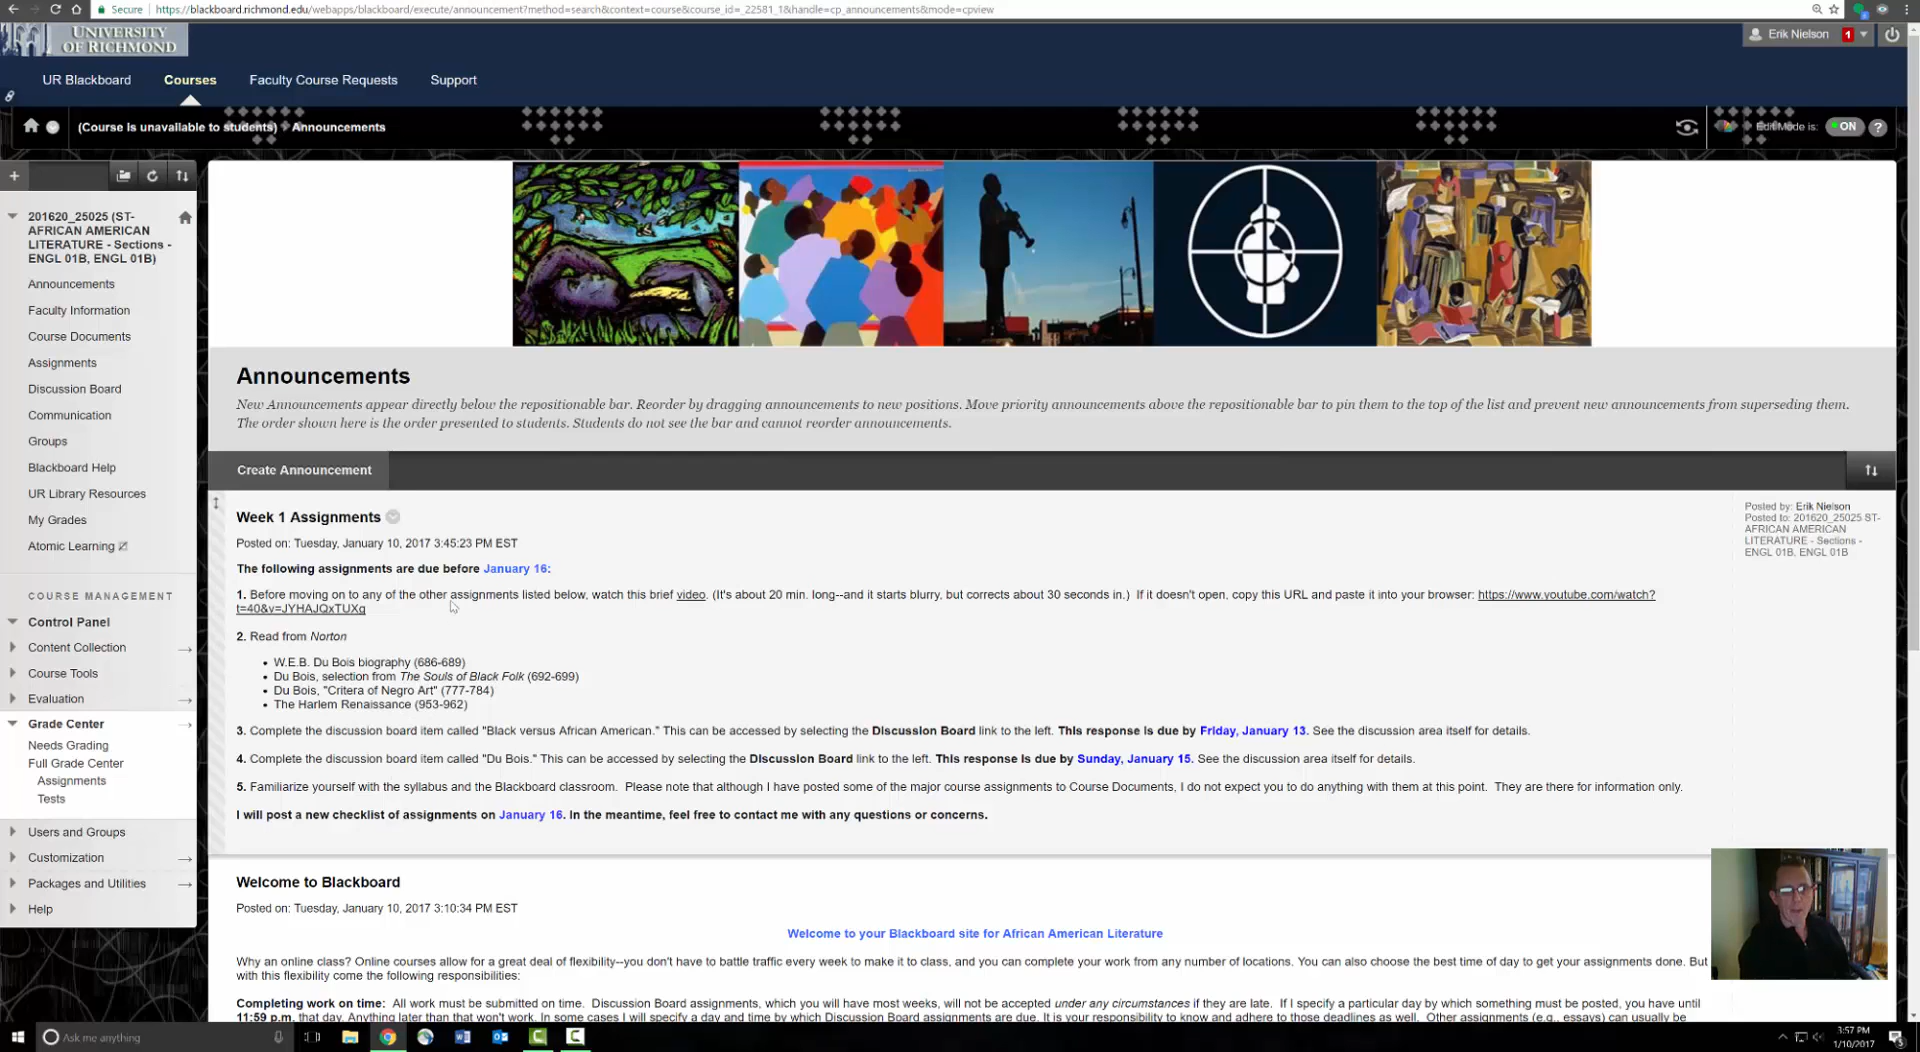 Secure https://blackboard.richmond.edu/webapps/blackboard/execute/announcement?method=search&context=course&course_id=_22581_1&handle=cp_announcements&mode=cpview
UNIVERSITY
OF RICHMOND
Erik Nielson 1
UR Blackboard Courses Faculty Course Requests Support
(Course is unavailable to students) Announcements
Edit Mode is: ON ?
201620_25025 (ST-
AFRICAN AMERICAN
LITERATURE - Sections -
ENGL 01B, ENGL 01B)
Announcements
Faculty Information
Course Documents
Assignments
Discussion Board
Communication
Groups
Blackboard Help
UR Library Resources
My Grades
Atomic Learning
COURSE MANAGEMENT
Control Panel
Content Collection
Course Tools
Evaluation
Grade Center
Needs Grading
Full Grade Center
Assignments
Tests
Users and Groups
Customization
Packages and Utilities
Help
Announcements
New Announcements appear directly below the repositionable bar. Reorder by dragging announcements to new positions. Move priority announcements above the repositionable bar to pin them to the top of the list and prevent new announcements from superseding them.
The order shown here is the order presented to students. Students do not see the bar and cannot reorder announcements.
Create Announcement
Week 1 Assignments
Posted on: Tuesday, January 10, 2017 3:45:23 PM EST
The following assignments are due before January 16:
1. Before moving on to any of the other assignments listed below, watch this brief video. (It's about 20 min. long--and it starts blurry, but corrects about 30 seconds in.) If it doesn't open, copy this URL and paste it into your browser: https://www.youtube.com/watch?
t=40&v=JYHAJQxTUXg
2. Read from Norton
• W.E.B. Du Bois biography (686-689)
• Du Bois, selection from The Souls of Black Folk (692-699)
• Du Bois, "Critera of Negro Art" (777-784)
• The Harlem Renaissance (953-962)
3. Complete the discussion board item called "Black versus African American." This can be accessed by selecting the Discussion Board link to the left. This response is due by Friday, January 13. See the discussion area itself for details.
4. Complete the discussion board item called "Du Bois." This can be accessed by selecting the Discussion Board link to the left. This response is due by Sunday, January 15. See the discussion area itself for details.
5. Familiarize yourself with the syllabus and the Blackboard classroom. Please note that although I have posted some of the major course assignments to Course Documents, I do not expect you to do anything with them at this point. They are there for information only.
I will post a new checklist of assignments on January 16. In the meantime, feel free to contact me with any questions or concerns.
Posted by: Erik Nielson
Posted to: 201620_25025 ST-
AFRICAN AMERICAN
LITERATURE - Sections -
ENGL 01B, ENGL 01B
Welcome to Blackboard
Posted on: Tuesday, January 10, 2017 3:10:34 PM EST
Welcome to your Blackboard site for African American Literature
Why an online class? Online courses allow for a great deal of flexibility--you don't have to battle traffic every week to make it to class, and you can complete your work from any number of locations. You can also choose the best time of day to get your assignments done. But
with this flexibility come the following responsibilities:
Completing work on time: All work must be submitted on time. Discussion Board assignments, which you will have most weeks, will not be accepted under any circumstances if they are late. If I specify a particular day by which something must be posted, you have until
11:59 p.m. that day. Anything later than that won't work. In some cases I will specify a day and time by which Discussion Board assignments are due. It is your responsibility to know and adhere to those deadlines as well. Other assignments (e.g., essays) can usually be
Ask me anything
3:57 PM
1/10/2017